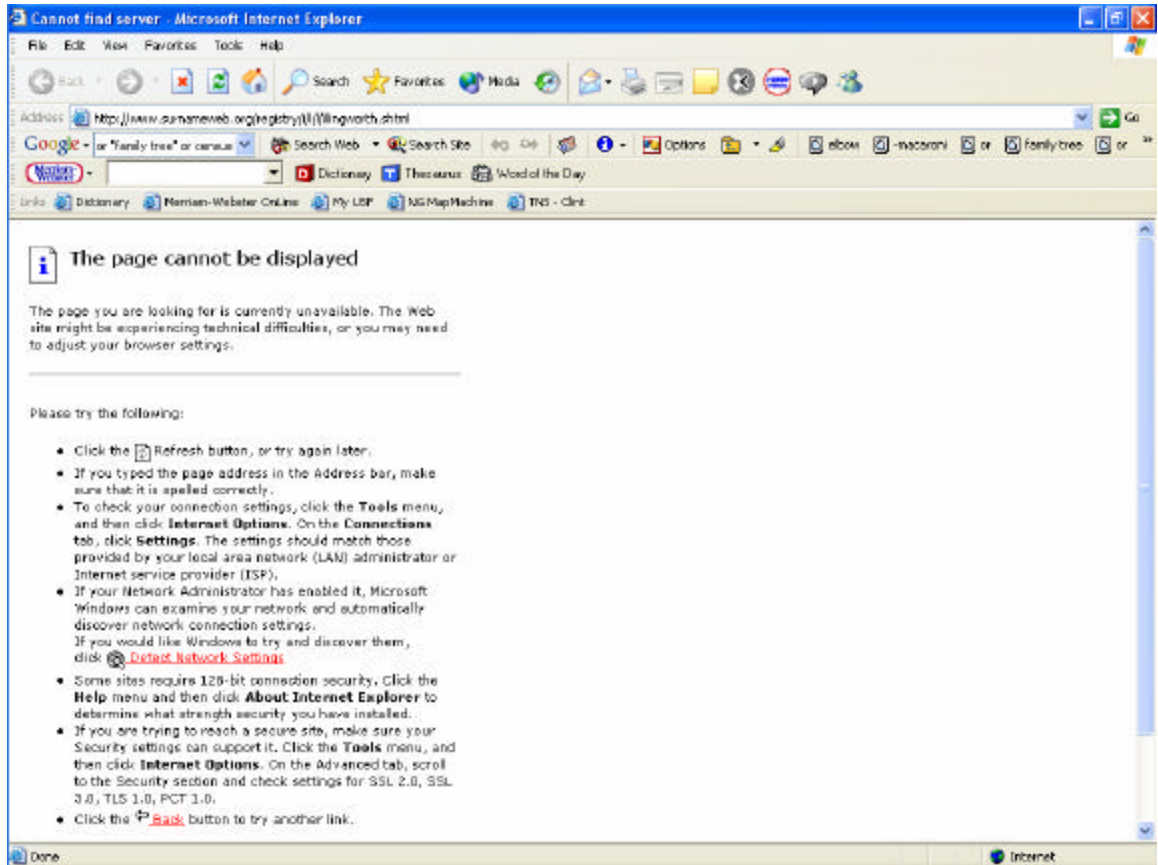 Cannot find server - Microsoft Internet Explorer
File Edit View Favorites Tools Help
Back Search Favorites Media
Address http://www.surnameweb.org/registry/i/l/l/illingworth.shtml Go
Google - or "family tree" or census Search Web Search Site Options elbow -macaroni or family tree or »
Merriam-Webster Dictionary Thesaurus Word of the Day
Links Dictionary Merriam-Webster OnLine My USP NG MapMachine TNS - Clint
The page cannot be displayed
The page you are looking for is currently unavailable. The Web
site might be experiencing technical difficulties, or you may need
to adjust your browser settings.
Please try the following:
• Click the Refresh button, or try again later.
• If you typed the page address in the Address bar, make
sure that it is spelled correctly.
• To check your connection settings, click the Tools menu,
and then click Internet Options. On the Connections
tab, click Settings. The settings should match those
provided by your local area network (LAN) administrator or
Internet service provider (ISP).
• If your Network Administrator has enabled it, Microsoft
Windows can examine your network and automatically
discover network connection settings.
If you would like Windows to try and discover them,
click Detect Network Settings
• Some sites require 128-bit connection security. Click the
Help menu and then click About Internet Explorer to
determine what strength security you have installed.
• If you are trying to reach a secure site, make sure your
Security settings can support it. Click the Tools menu, and
then click Internet Options. On the Advanced tab, scroll
to the Security section and check settings for SSL 2.0, SSL
3.0, TLS 1.0, PCT 1.0.
• Click the Back button to try another link.
Done Internet